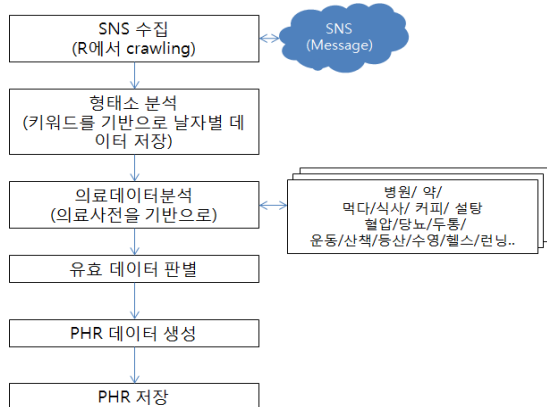 SNS 수집
(R에서 crawling)
SNS
(Message)
형태소 분석
(키워드를 기반으로 날자별 데
이터 저장)
의료데이터분석
(의료사전을 기반으로)
병원/ 약/
먹다/식사/ 커피/ 설탕
혈압/당뇨/두통/
운동/산책/등산/수영/헬스/런닝..
유효 데이터 판별
PHR 데이터 생성
PHR 저장